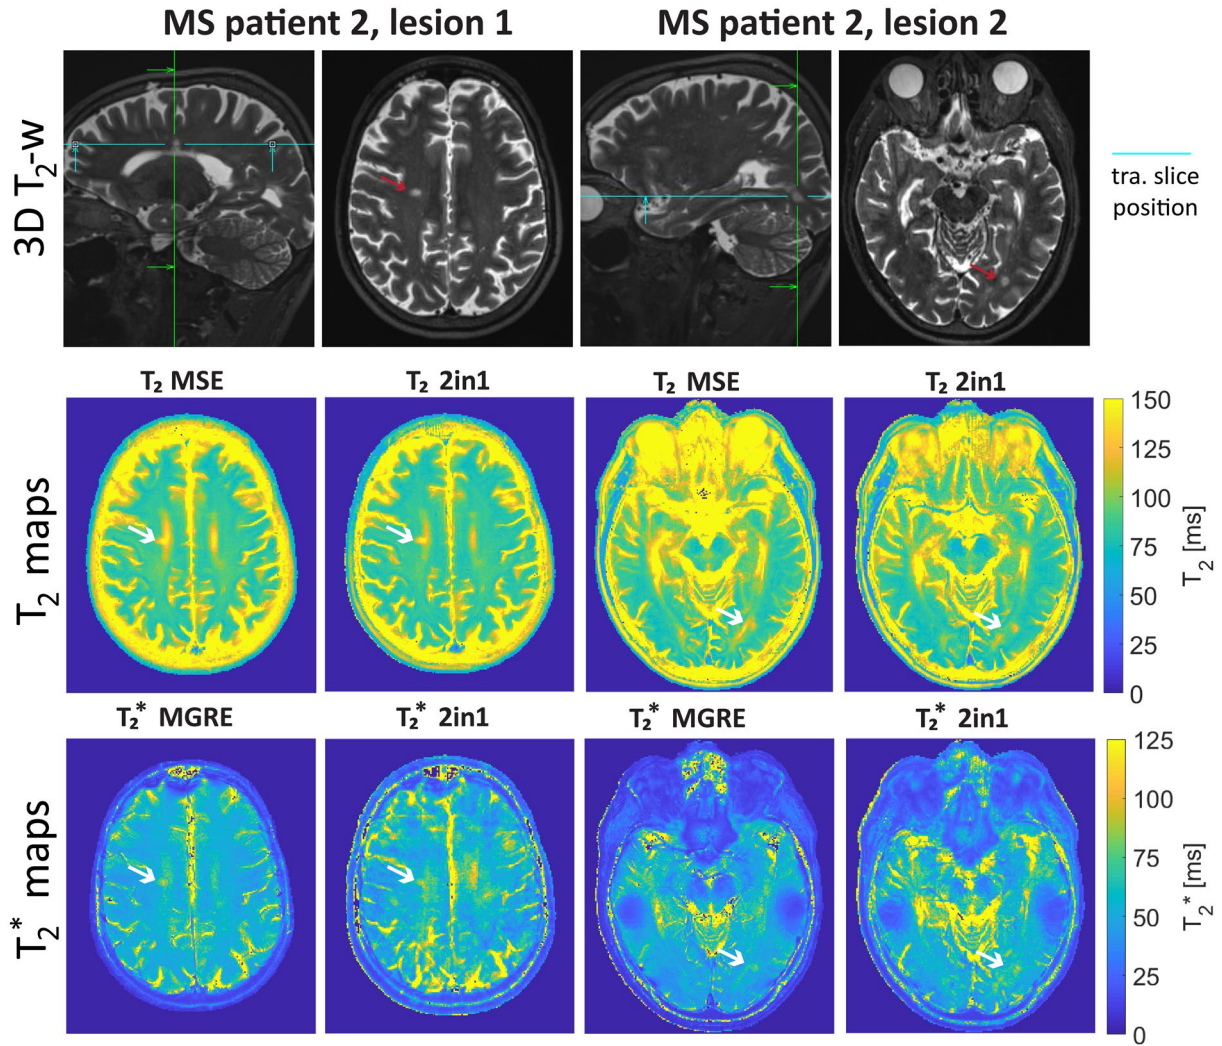 MS patient 2, lesion 1
MS patient 2, lesion 2
3D T₂-w
tra. slice
position
T₂ MSE
T₂ 2in1
T₂ MSE
T₂ 2in1
T₂ maps
150
125
100
75
50
25
0
T₂ [ms]
T₂* MGRE
T₂* 2in1
T₂* MGRE
T₂* 2in1
T₂* maps
125
100
75
50
25
0
T₂* [ms]